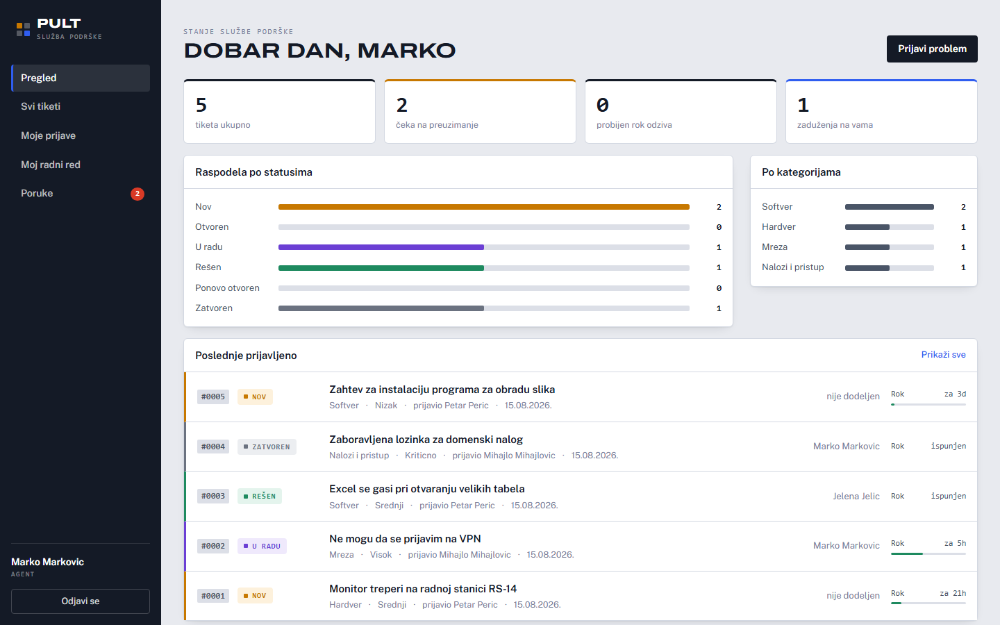 PULT
SLUŽBA PODRŠKE
Pregled
Svi tiketi
Moje prijave
Moj radni red
Poruke 2
Marko Markovic
AGENT
Odjavi se
STANJE SLUŽBE PODRŠKE
DOBAR DAN, MARKO
Prijavi problem
5
tiketa ukupno
2
čeka na preuzimanje
0
probijen rok odziva
1
zaduženja na vama
Raspodela po statusima
Nov 2
Otvoren 0
U radu 1
Rešen 1
Ponovo otvoren 0
Zatvoren 1
Po kategorijama
Softver 2
Hardver 1
Mreza 1
Nalozi i pristup 1
Poslednje prijavljeno Prikaži sve
#0005 NOV Zahtev za instalaciju programa za obradu slika
Softver · Nizak · prijavio Petar Peric · 15.08.2026.
nije dodeljen Rok za 3d
#0004 ZATVOREN Zaboravljena lozinka za domenski nalog
Nalozi i pristup · Kriticno · prijavio Mihajlo Mihajlovic · 15.08.2026.
Marko Markovic Rok ispunjen
#0003 REŠEN Excel se gasi pri otvaranju velikih tabela
Softver · Srednji · prijavio Petar Peric · 15.08.2026.
Jelena Jelic Rok ispunjen
#0002 U RADU Ne mogu da se prijavim na VPN
Mreza · Visok · prijavio Mihajlo Mihajlovic · 15.08.2026.
Marko Markovic Rok za 5h
#0001 NOV Monitor treperi na radnoj stanici RS-14
Hardver · Srednji · prijavio Petar Peric · 15.08.2026.
nije dodeljen Rok za 21h